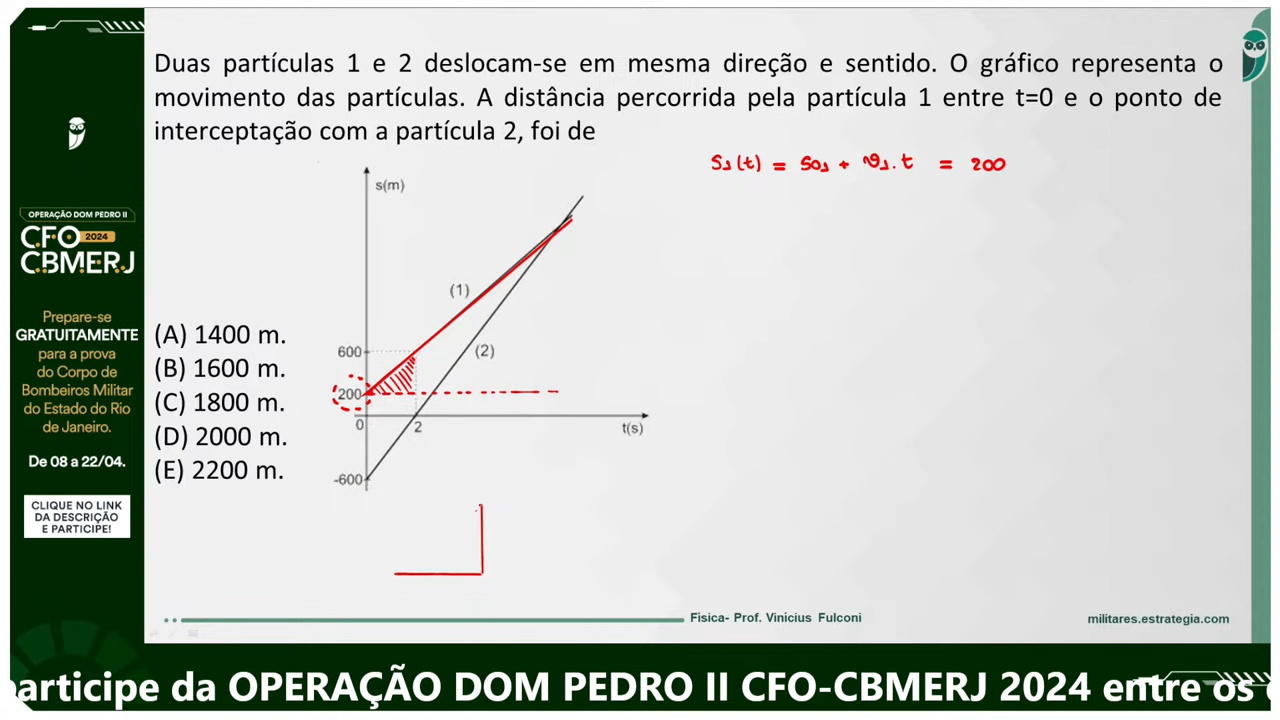 Duas partículas 1 e 2 deslocam-se em mesma direção e sentido. O gráfico representa o
movimento das partículas. A distância percorrida pela partícula 1 entre t=0 e o ponto de
interceptação com a partícula 2, foi de
S₁(t) = S₀₁ + v₁.t = 200
s(m)
(1)
(2)
600
200
0
2
t(s)
-600
(A) 1400 m.
(B) 1600 m.
(C) 1800 m.
(D) 2000 m.
(E) 2200 m.
OPERAÇÃO DOM PEDRO II
CFO 2024
CBMERJ
Prepare-se
GRATUITAMENTE
para a prova
do Corpo de
Bombeiros Militar
do Estado do Rio
de Janeiro.
De 08 a 22/04.
CLIQUE NO LINK
DA DESCRIÇÃO
E PARTICIPE!
Física- Prof. Vinícius Fulconi
militares.estrategia.com
participe da OPERAÇÃO DOM PEDRO II CFO-CBMERJ 2024 entre os